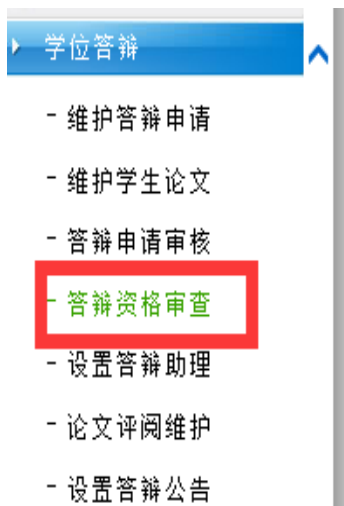 学位答辩
- 维护答辩申请
- 维护学生论文
- 答辩申请审核
- 答辩资格审查
- 设置答辩助理
- 论文评阅维护
- 设置答辩公告